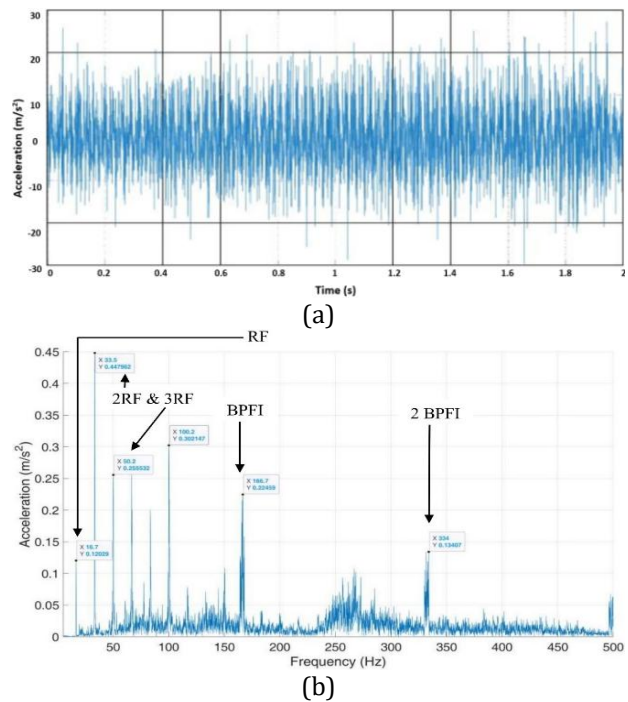 30
20
10
0
-10
-20
-30
Acceleration (m/s²)
0 0.2 0.4 0.6 0.8 1 1.2 1.4 1.6 1.8 2
Time (s)
(a)
RF
0.45
0.4
0.35
0.3
0.25
0.2
0.15
0.1
0.05
0
Acceleration (m/s²)
X 33.5
Y 0.447962
2RF & 3RF
BPFI
2 BPFI
X 50.2
Y 0.255532
X 100.2
Y 0.302147
X 166.7
Y 0.22459
X 334
Y 0.13407
X 16.7
Y 0.12039
50 100 150 200 250 300 350 400 450 500
Frequency (Hz)
(b)